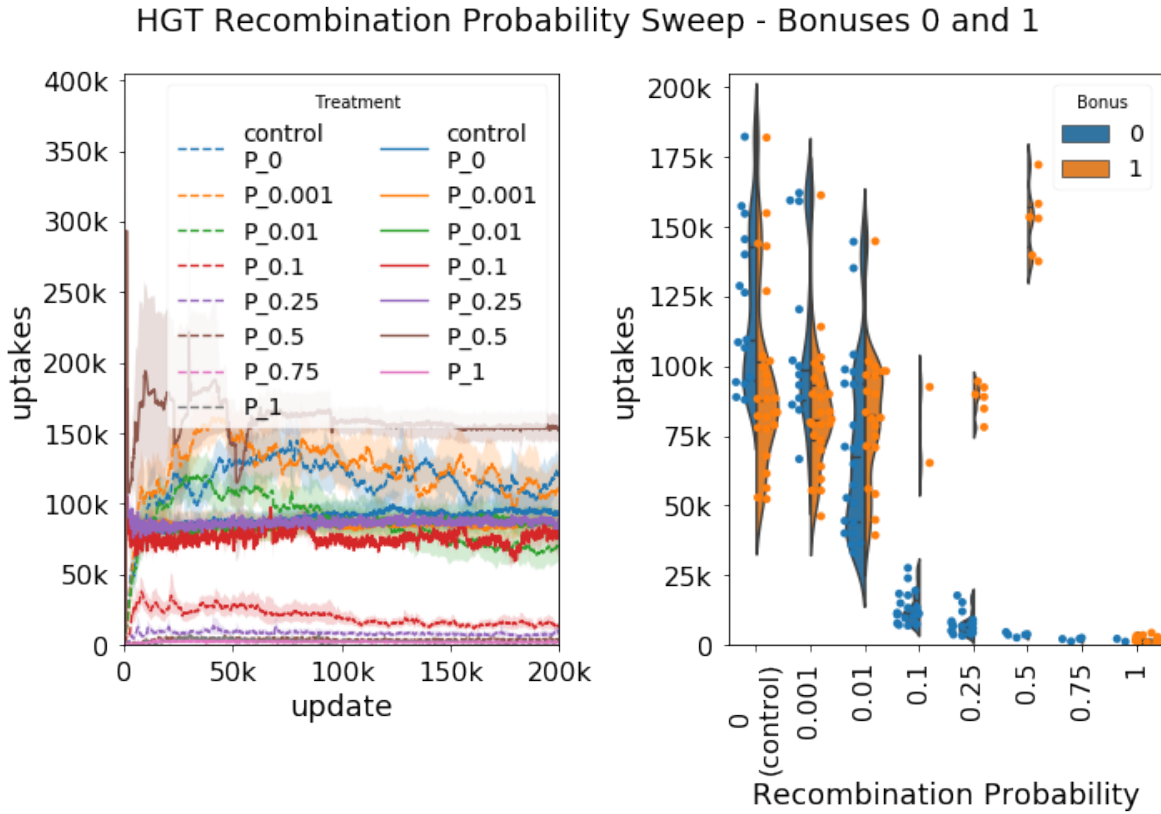 HGT Recombination Probability Sweep - Bonuses 0 and 1
400k
350k
300k
250k
200k
150k
100k
50k
0
uptakes
0
50k
100k
150k
200k
update
Treatment
control
P_0
P_0.001
P_0.01
P_0.1
P_0.25
P_0.5
P_0.75
P_1
control
P_0
P_0.001
P_0.01
P_0.1
P_0.25
P_0.5
P_1
200k
175k
150k
125k
100k
75k
50k
25k
0
uptakes
Bonus
0
1
0
(control)
0.001
0.01
0.1
0.25
0.5
0.75
1
Recombination Probability